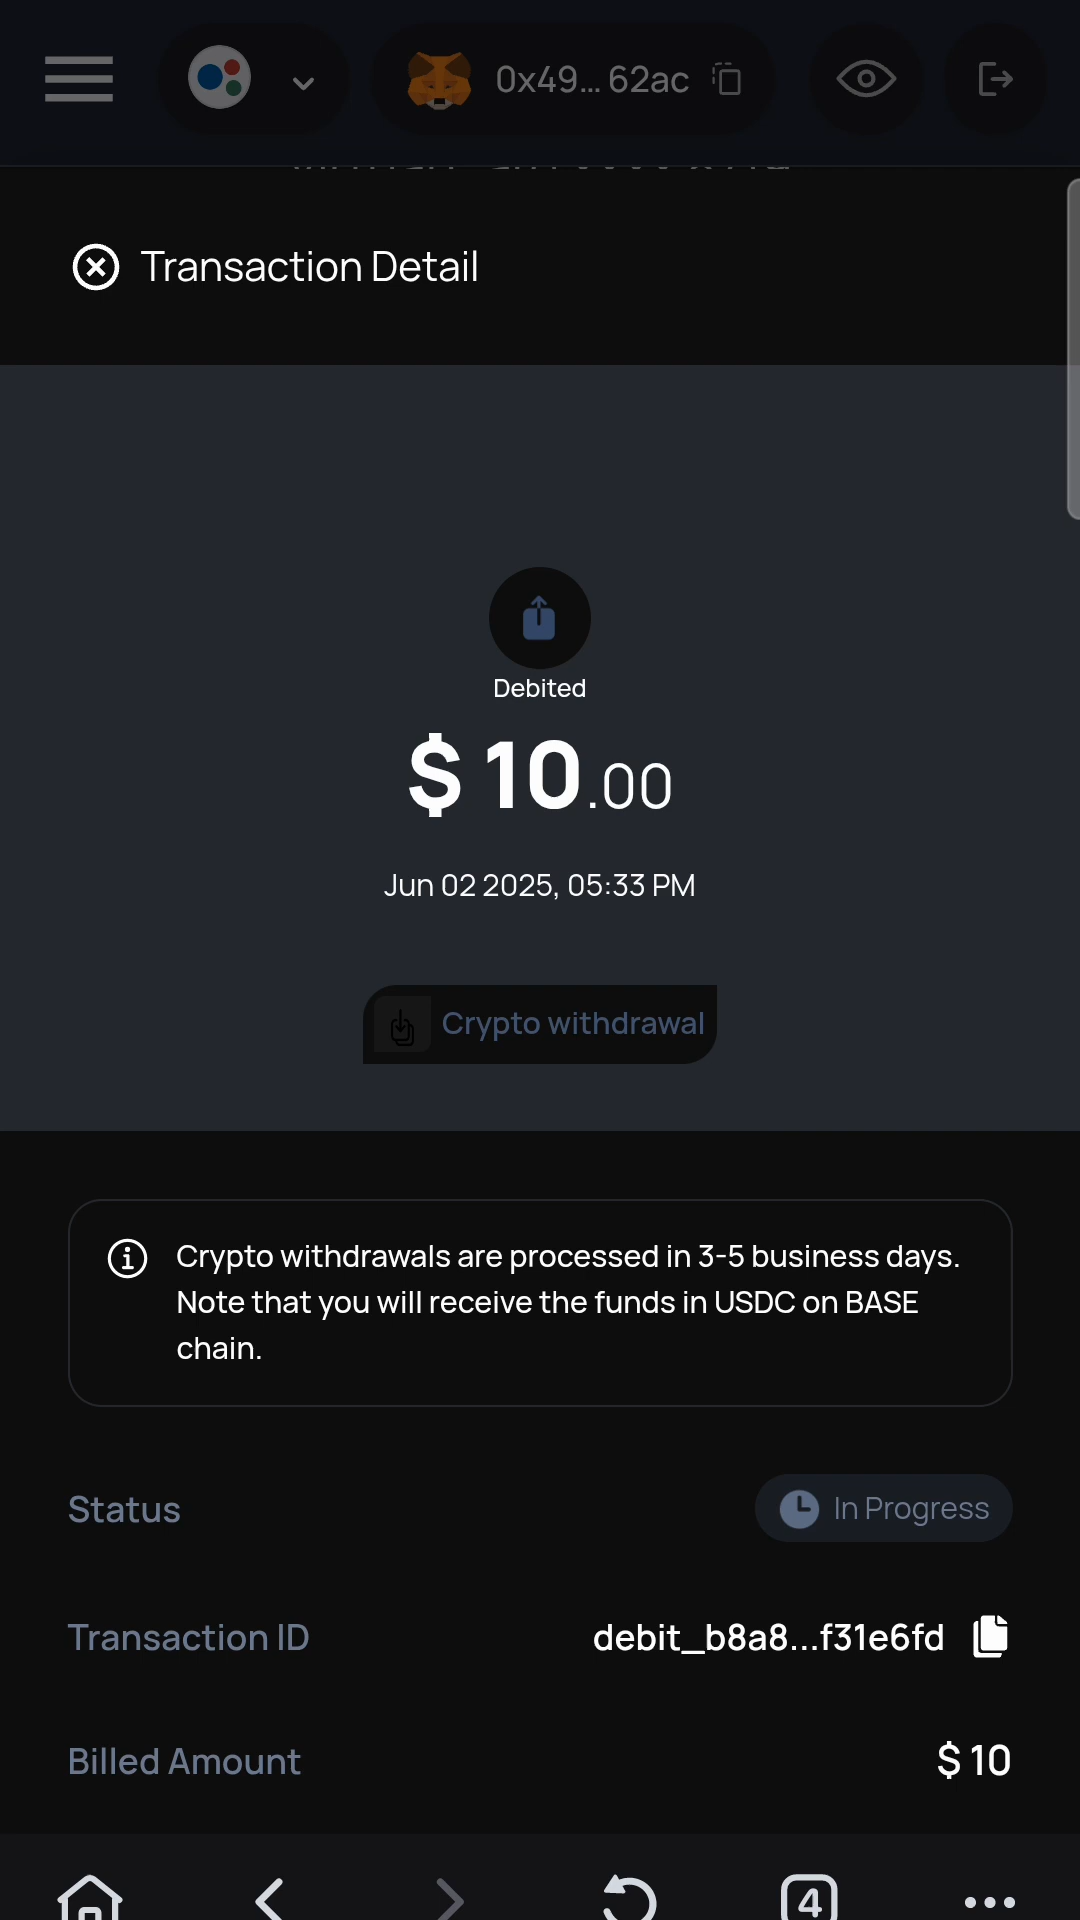 0x49... 62ac
Transaction Detail
Debited
$ 10.00
Jun 02 2025, 05:33 PM
Crypto withdrawal
Crypto withdrawals are processed in 3-5 business days.
Note that you will receive the funds in USDC on BASE
chain.
Status
In Progress
Transaction ID
debit_b8a8...f31e6fd
Billed Amount
$ 10
4